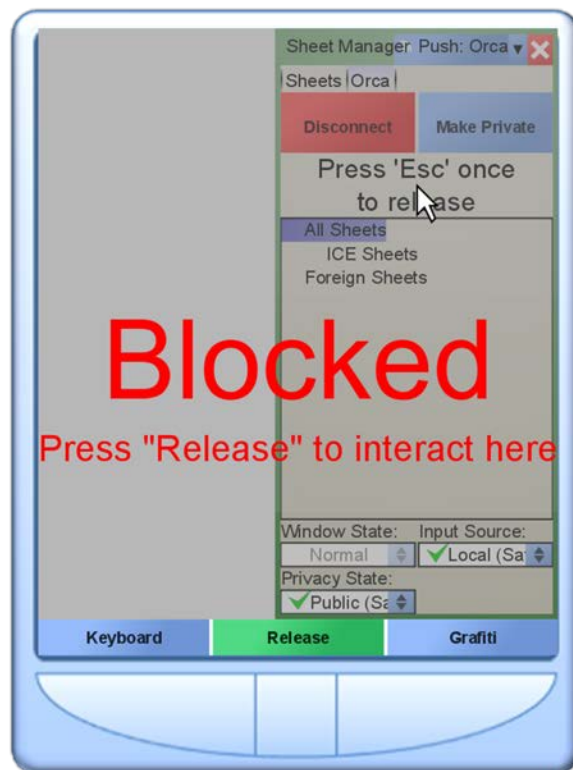 Sheet Manager Push: Orca
Sheets Orca
Disconnect Make Private
Press 'Esc' once
to release
All Sheets
ICE Sheets
Foreign Sheets
Blocked
Press "Release" to interact here
Window State: Input Source:
Normal Local (Sa
Privacy State:
Public (Sa
Keyboard Release Grafiti